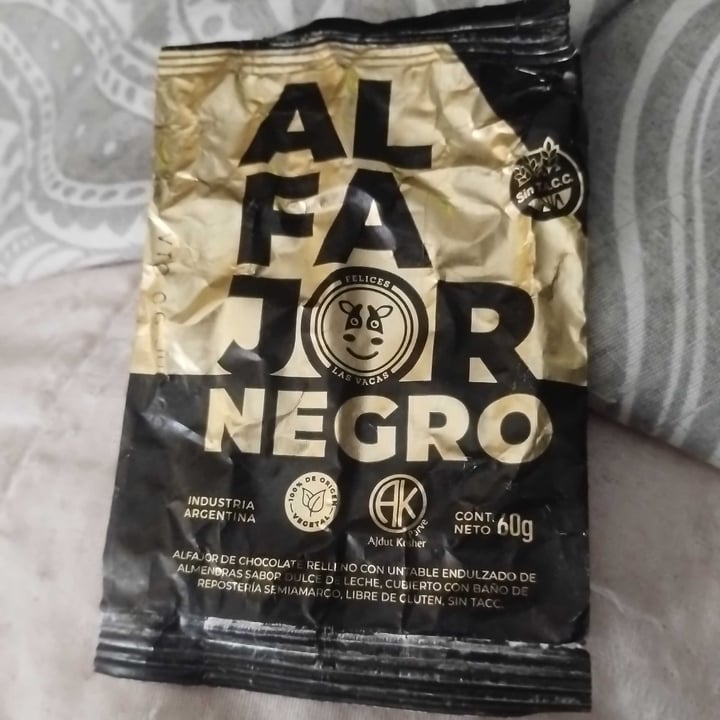 AL
FA
JOR
NEGRO
Sin T.A.C.C.
FELICES
LAS VACAS
INDUSTRIA
ARGENTINA
100% DE ORIGEN
VEGETAL
AK
Ajdut Kosher
CONT.
NETO 60g
ALFAJOR DE CHOCOLATE RELLENO CON UNTABLE ENDULZADO DE
ALMENDRAS SABOR DULCE DE LECHE, CUBIERTO CON BAÑO DE
REPOSTERÍA SEMIAMARGO, LIBRE DE GLUTEN, SIN TACC.